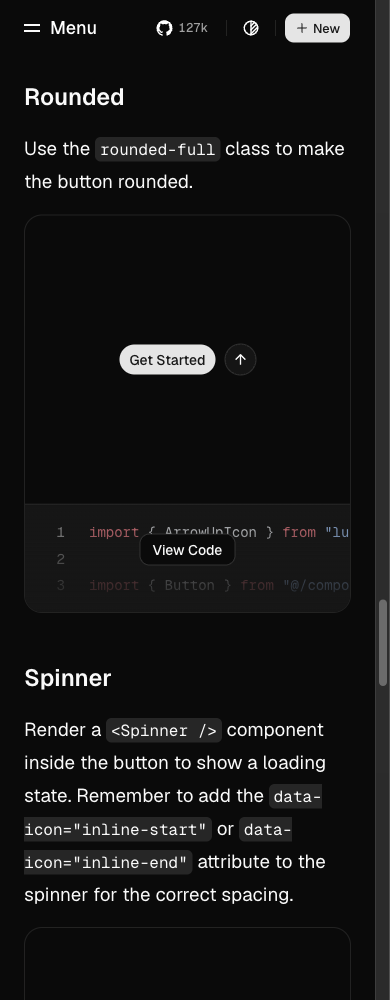 Menu 127k + New
Rounded
Use the rounded-full class to make
the button rounded.
Get Started
1 import { ArrowUpIcon } from "lu
2
View Code
3 import { Button } from "@/compo
Spinner
Render a <Spinner /> component
inside the button to show a loading
state. Remember to add the data-
icon="inline-start" or data-
icon="inline-end" attribute to the
spinner for the correct spacing.